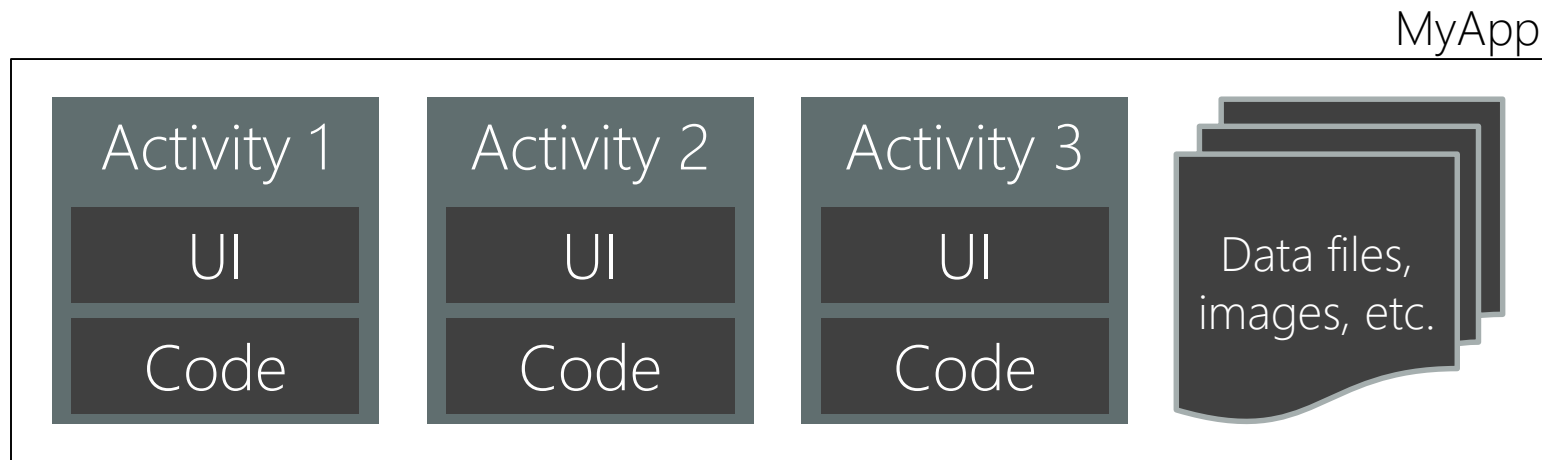 MyApp
Activity 1
UI
Code
Activity 2
UI
Code
Activity 3
UI
Code
Data files,
images, etc.